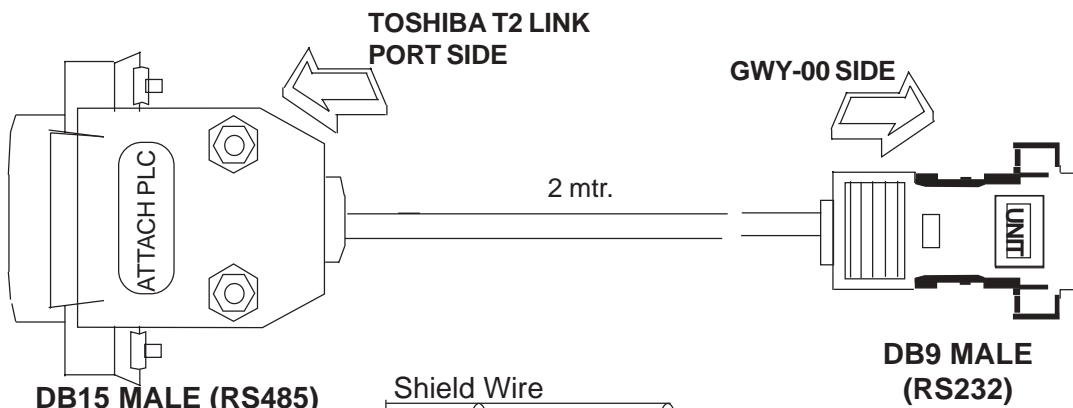 TOSHIBA T2 LINK
PORT SIDE
GWY-00 SIDE
ATTACH PLC
2 mtr.
UNIT
DB9 MALE
(RS232)
DB15 MALE (RS485)
Shield Wire